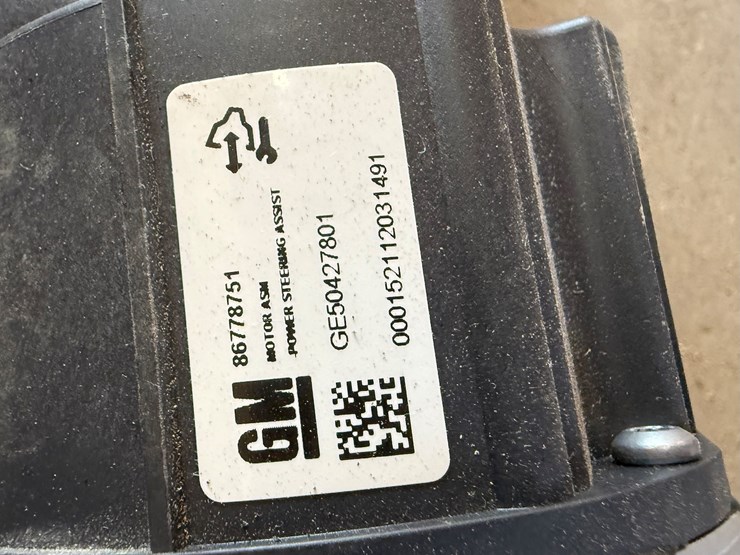 GM
86778751
MOTOR ASM
POWER STEERING ASSIST
GE50427801
000152112031491